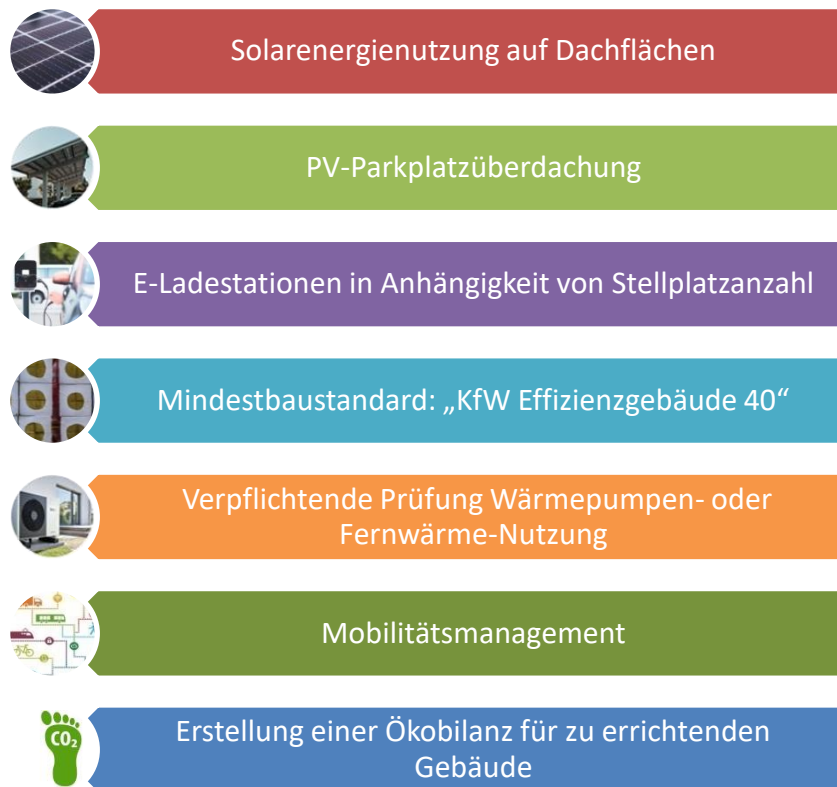 Solarenergienutzung auf Dachflächen
PV-Parkplatzüberdachung
E-Ladestationen in Anhängigkeit von Stellplatzanzahl
Mindestbaustandard: „KfW Effizienzgebäude 40“
Verpflichtende Prüfung Wärmepumpen- oder
Fernwärme-Nutzung
Mobilitätsmanagement
CO₂
Erstellung einer Ökobilanz für zu errichtenden
Gebäude